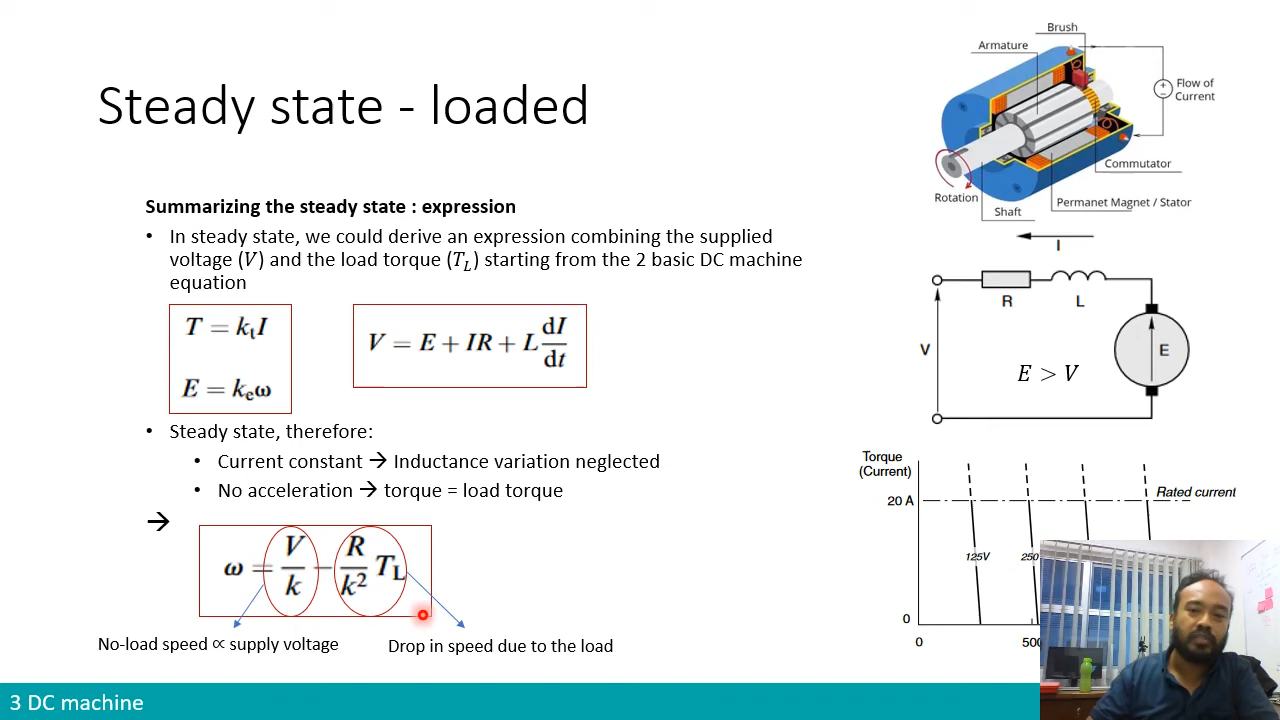 Steady state - loaded
Summarizing the steady state : expression
• In steady state, we could derive an expression combining the supplied
voltage (V) and the load torque (T_L) starting from the 2 basic DC machine
equation
T = k_t I
E = k_e ω
V = E + IR + L dI/dt
• Steady state, therefore:
• Current constant → Inductance variation neglected
• No acceleration → torque = load torque
→
ω = V/k − R/k² T_L
No-load speed ∝ supply voltage
Drop in speed due to the load
Brush
Armature
Flow of
Current
Commutator
Rotation
Permanet Magnet / Stator
Shaft
I
R
L
V
E
E > V
Torque
(Current)
20 A
Rated current
125V
250
0
0
500
3 DC machine